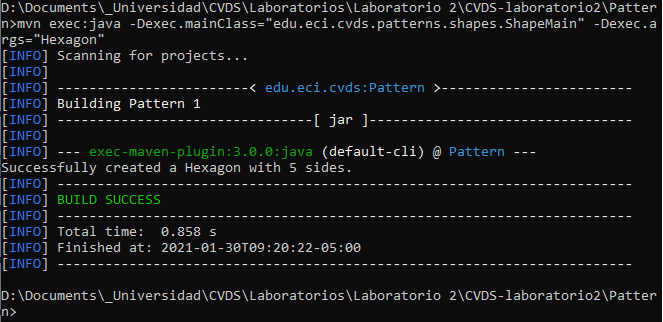 D:\Documents\_Universidad\CVDS\Laboratorios\Laboratorio 2\CVDS-laboratorio2\Patter
n>mvn exec:java -Dexec.mainClass="edu.eci.cvds.patterns.shapes.ShapeMain" -Dexec.a
rgs="Hexagon"
[INFO] Scanning for projects...
[INFO]
[INFO] ------------------------< edu.eci.cvds:Pattern >------------------------
[INFO] Building Pattern 1
[INFO] --------------------------------[ jar ]---------------------------------
[INFO]
[INFO] --- exec-maven-plugin:3.0.0:java (default-cli) @ Pattern ---
Successfully created a Hexagon with 5 sides.
[INFO] ------------------------------------------------------------------------
[INFO] BUILD SUCCESS
[INFO] ------------------------------------------------------------------------
[INFO] Total time:  0.858 s
[INFO] Finished at: 2021-01-30T09:20:22-05:00
[INFO] ------------------------------------------------------------------------
D:\Documents\_Universidad\CVDS\Laboratorios\Laboratorio 2\CVDS-laboratorio2\Patter
n>